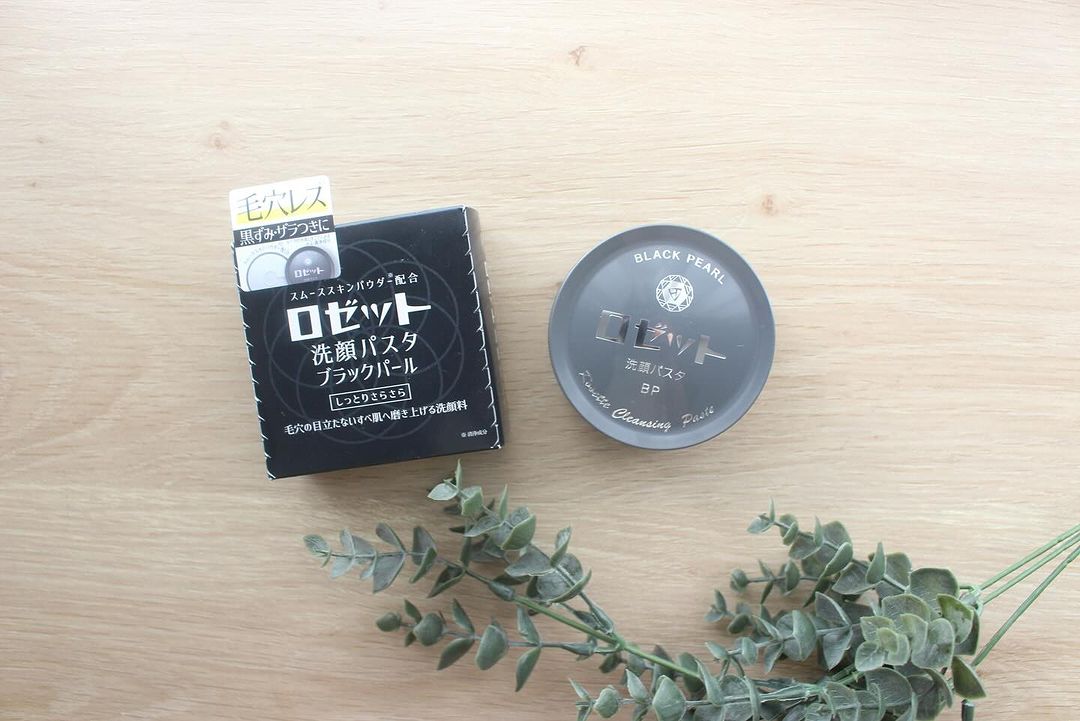 毛穴レス
黒ずみ・ザラつきに
ロゼット
スムーススキンパウダー※配合
ロゼット
洗顔パスタ
ブラックパール
しっとりさらさら
毛穴の目立たないすべ肌へ磨き上げる洗顔料
※清浄成分
BLACK PEARL
ロゼット
洗顔パスタ
BP
Rosette Cleansing Paste